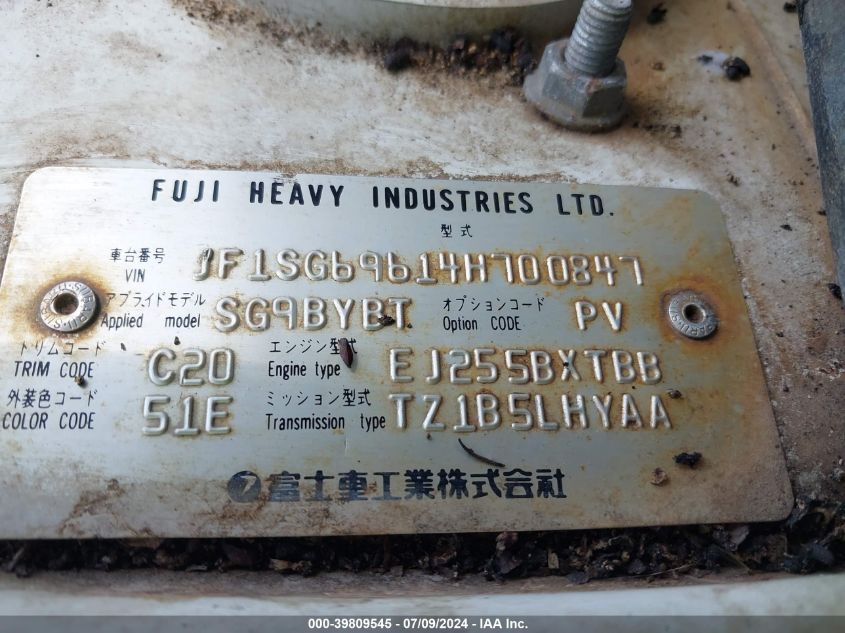 FUJI HEAVY INDUSTRIES LTD.
型式
車台番号 JF1SG69614H700847
VIN
アプライドモデル SG9BYBT オプションコード PV
Applied model Option CODE
トリムコード C20 エンジン型式 EJ255BXTBB
TRIM CODE Engine type
外装色コード 51E ミッション型式 TZ1B5LHYAA
COLOR CODE Transmission type
富士重工業株式会社
000-39809545 - 07/09/2024 - IAA Inc.